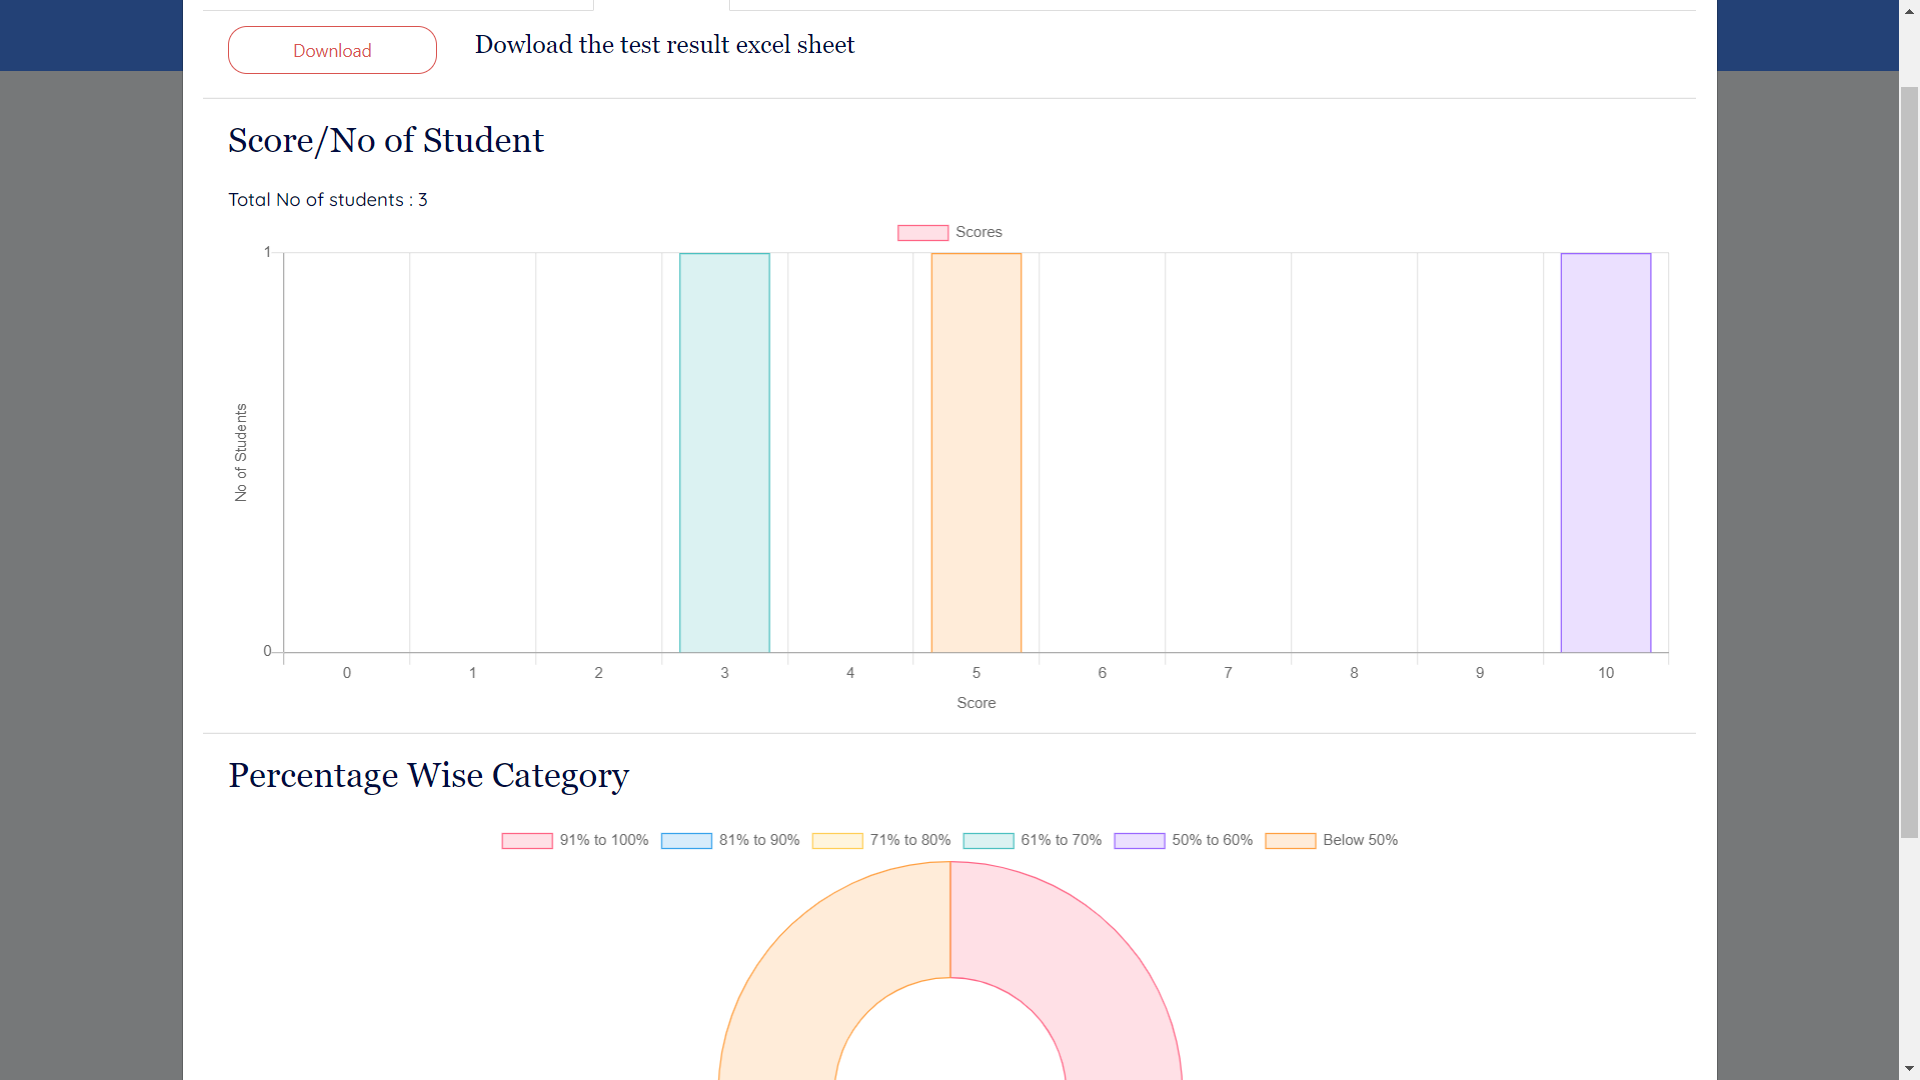 Download
Dowload the test result excel sheet
Score/No of Student
Total No of students : 3
Scores
1
No of Students
0
0 1 2 3 4 5 6 7 8 9 10
Score
Percentage Wise Category
91% to 100% 81% to 90% 71% to 80% 61% to 70% 50% to 60% Below 50%